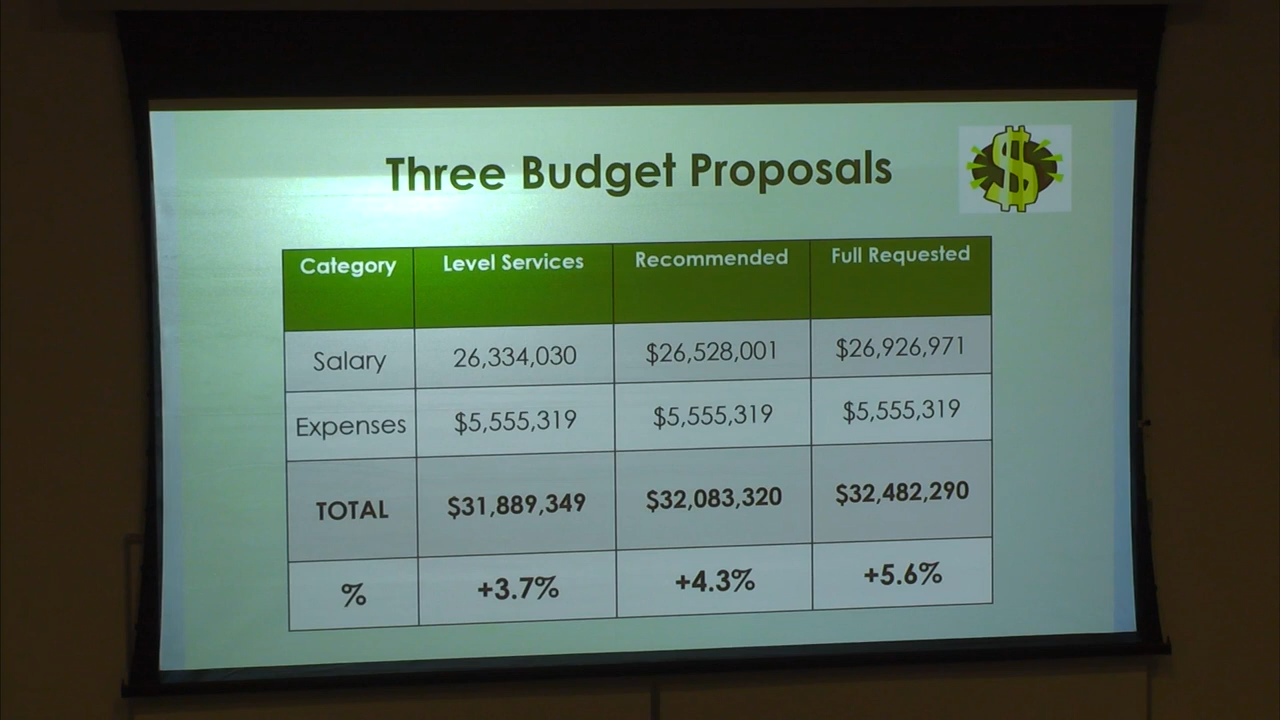 Three Budget Proposals
$
Category Level Services Recommended Full Requested
Salary 26,334,030 $26,528,001 $26,926,971
Expenses $5,555,319 $5,555,319 $5,555,319
TOTAL $31,889,349 $32,083,320 $32,482,290
% +3.7% +4.3% +5.6%